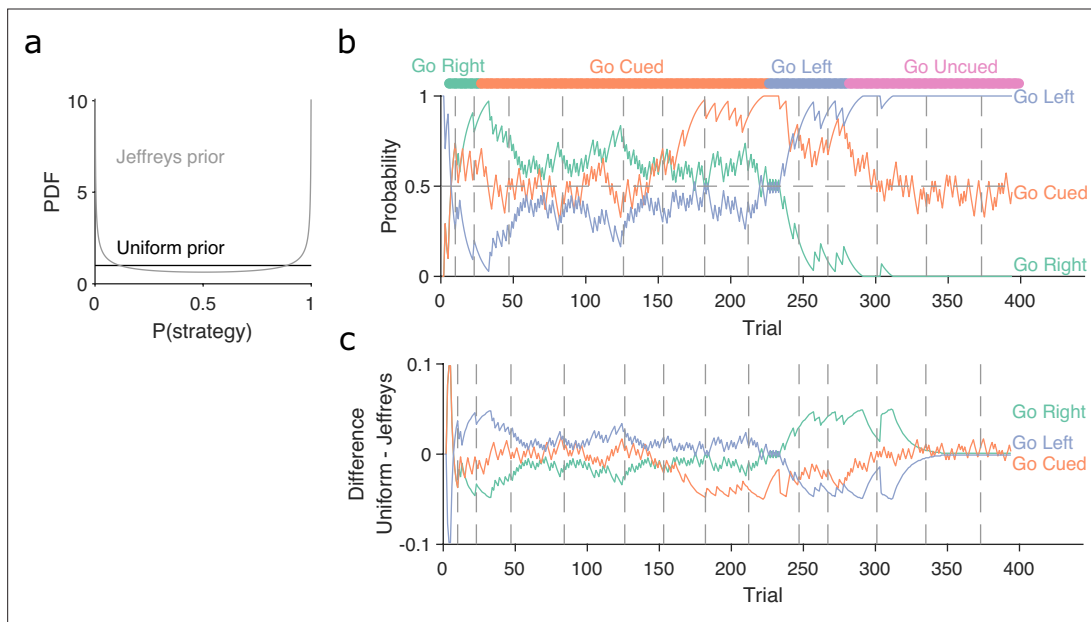 a
10
5
0
PDF
Jeffreys prior
Uniform prior
0
0.5
1
P(strategy)
b
Go Right
Go Cued
Go Left
Go Uncued
1
0.5
0
Probability
Go Left
Go Cued
Go Right
0
50
100
150
200
250
300
350
400
Trial
c
0.1
0
-0.1
Difference
Uniform - Jeffreys
Go Right
Go Left
Go Cued
0
50
100
150
200
250
300
350
400
Trial